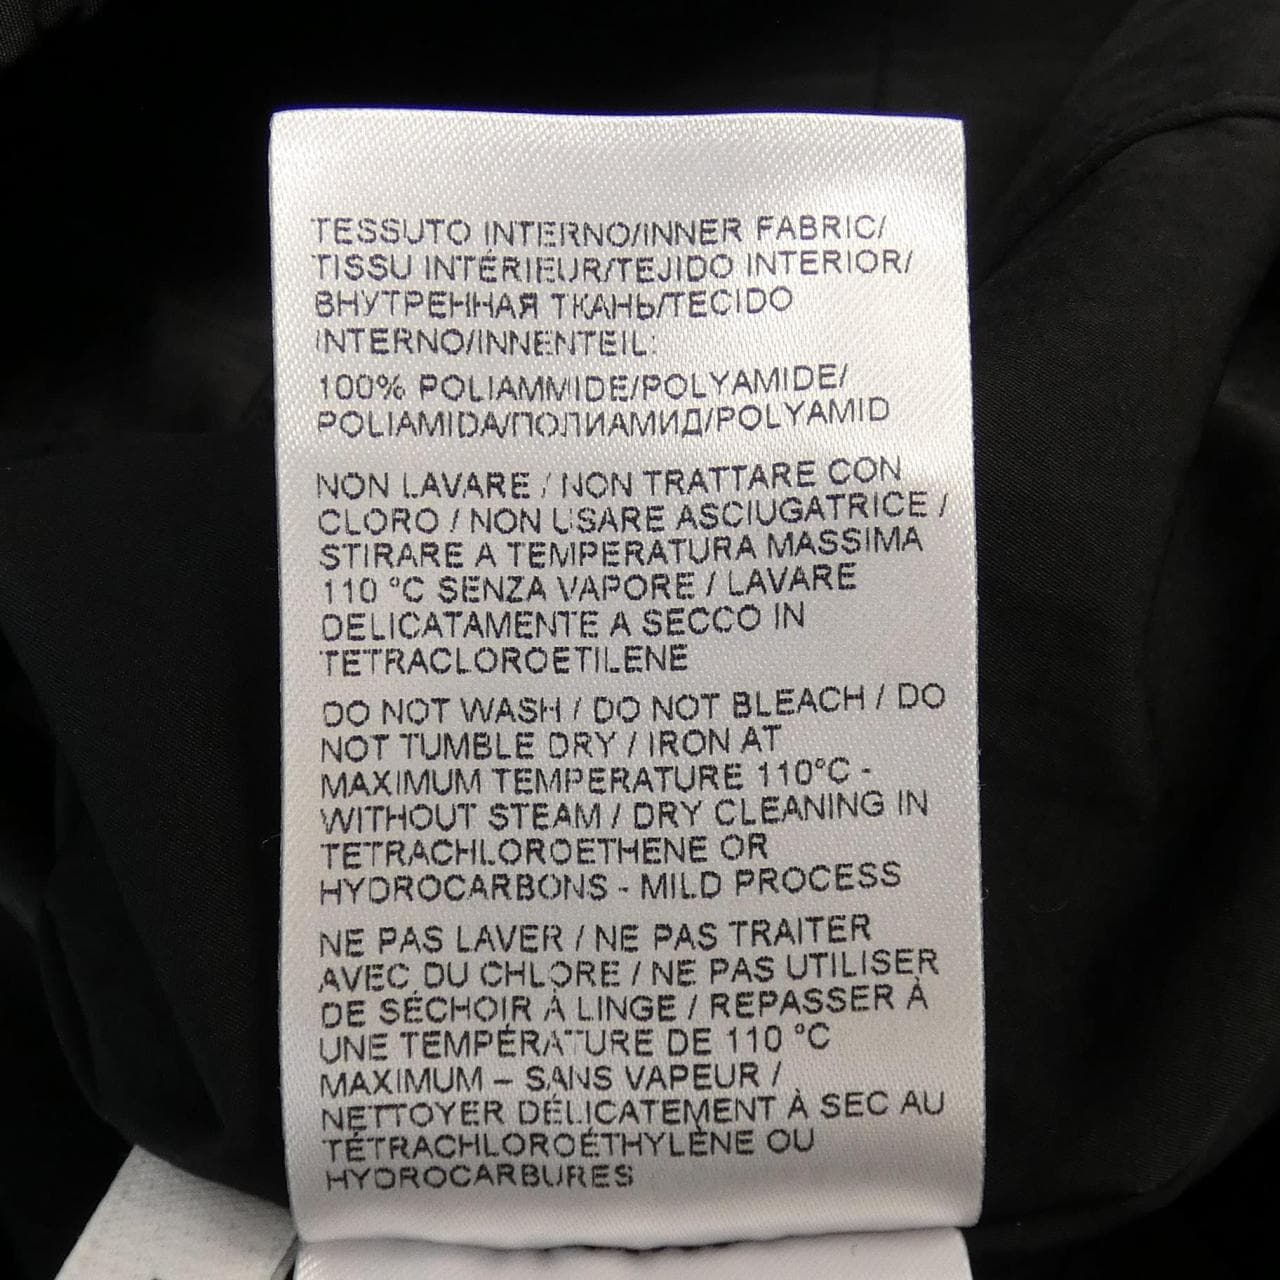 TESSUTO INTERNO/INNER FABRIC/
TISSU INTÉRIEUR/TEJIDO INTERIOR/
ВНУТРЕННАЯ ТКАНЬ/TECIDO
INTERNO/INNENTEIL:
100% POLIAMMIDE/POLYAMIDE/
POLIAMIDA/ПОЛИАМИД/POLYAMID
NON LAVARE / NON TRATTARE CON
CLORO / NON USARE ASCIUGATRICE /
STIRARE A TEMPERATURA MASSIMA
110 °C SENZA VAPORE / LAVARE
DELICATAMENTE A SECCO IN
TETRACLOROETILENE
DO NOT WASH / DO NOT BLEACH / DO
NOT TUMBLE DRY / IRON AT
MAXIMUM TEMPERATURE 110°C -
WITHOUT STEAM / DRY CLEANING IN
TETRACHLOROETHENE OR
HYDROCARBONS - MILD PROCESS
NE PAS LAVER / NE PAS TRAITER
AVEC DU CHLORE / NE PAS UTILISER
DE SÉCHOIR À LINGE / REPASSER À
UNE TEMPÉRATURE DE 110 °C
MAXIMUM – SANS VAPEUR /
NETTOYER DÉLICATEMENT À SEC AU
TÉTRACHLOROÉTHYLÈNE OU
HYDROCARBURES